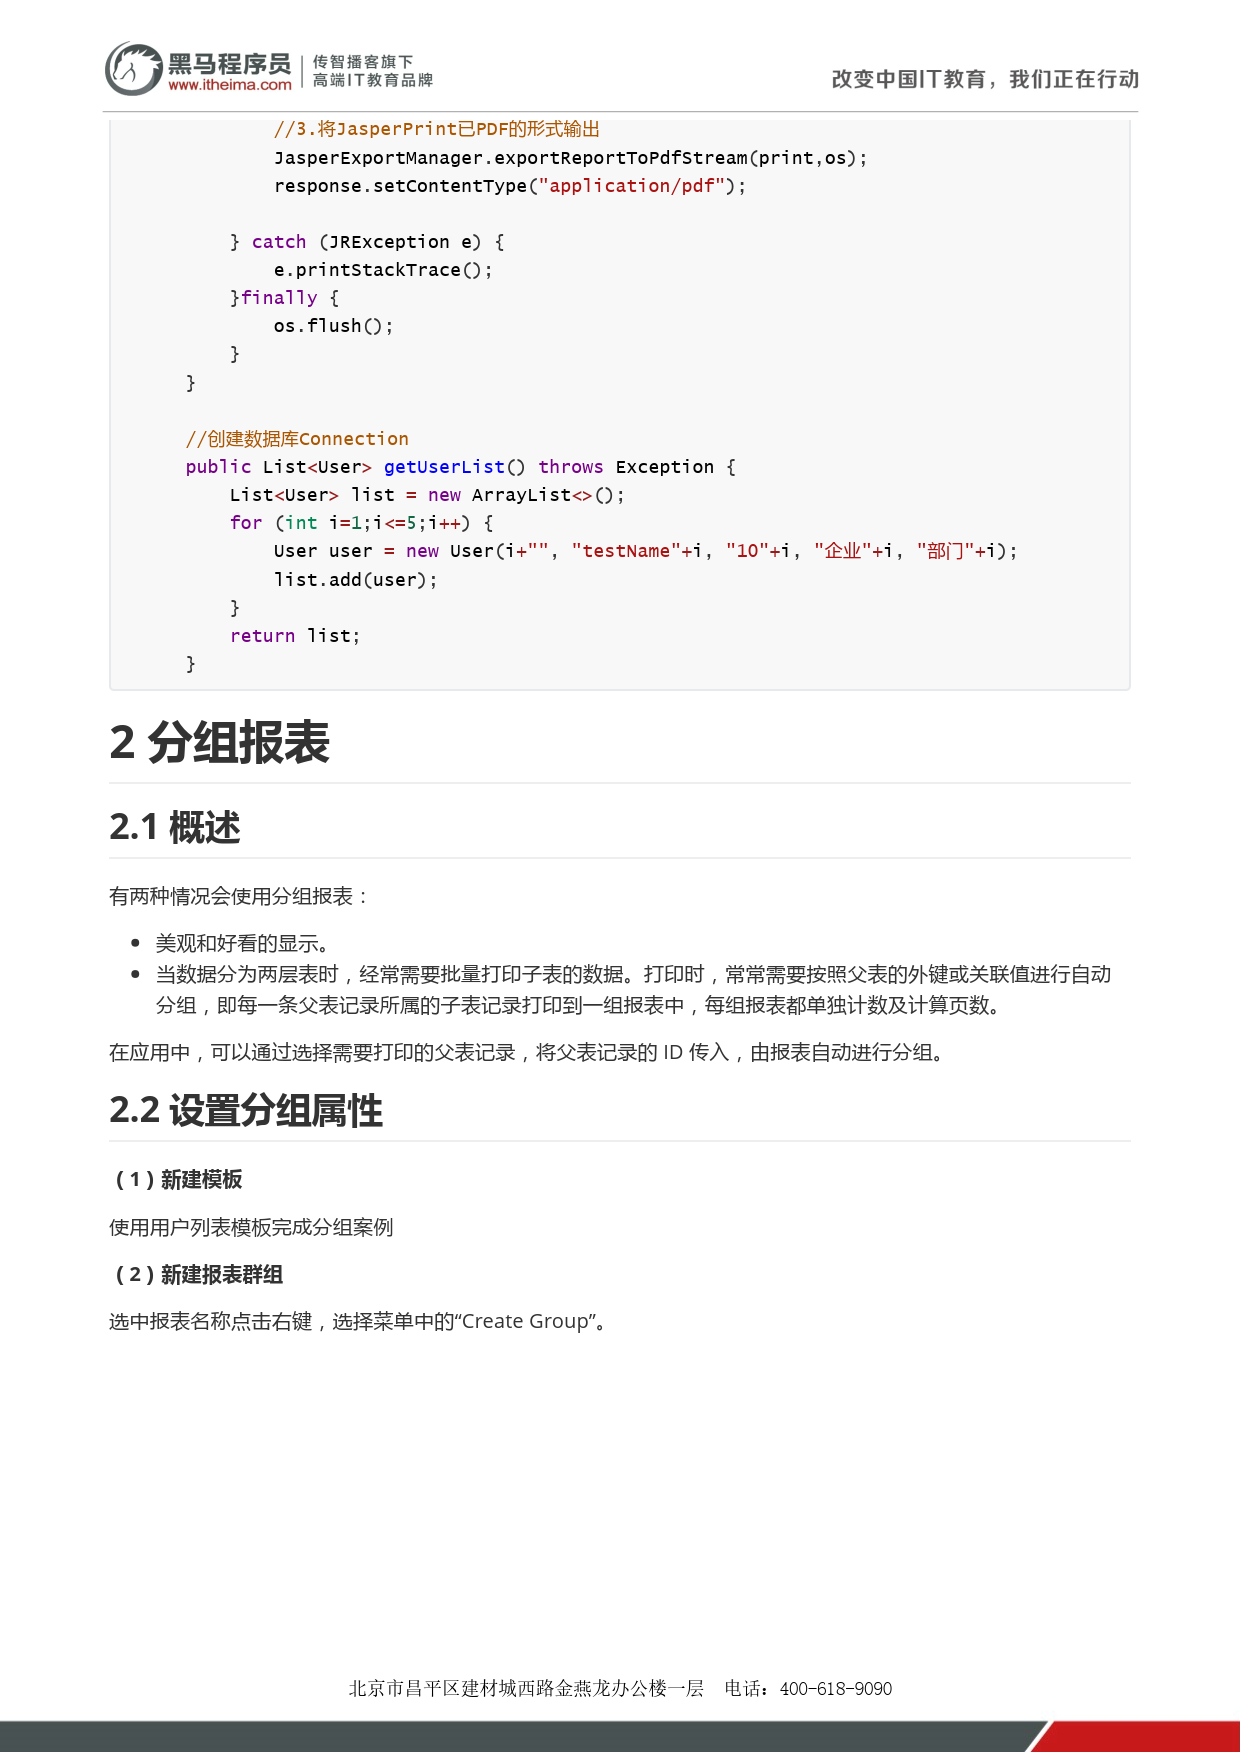 黑马程序员
www.itheima.com
传智播客旗下
高端IT教育品牌
改变中国IT教育，我们正在行动
//3.将JasperPrint已PDF的形式输出
JasperExportManager.exportReportToPdfStream(print,os);
response.setContentType("application/pdf");
} catch (JRException e) {
e.printStackTrace();
}finally {
os.flush();
}
}
//创建数据库Connection
public List<User> getUserList() throws Exception {
List<User> list = new ArrayList<>();
for (int i=1;i<=5;i++) {
User user = new User(i+"", "testName"+i, "10"+i, "企业"+i, "部门"+i);
list.add(user);
}
return list;
}
2 分组报表
2.1 概述
有两种情况会使用分组报表：
• 美观和好看的显示。
• 当数据分为两层表时，经常需要批量打印子表的数据。打印时，常常需要按照父表的外键或关联值进行自动
分组，即每一条父表记录所属的子表记录打印到一组报表中，每组报表都单独计数及计算页数。
在应用中，可以通过选择需要打印的父表记录，将父表记录的 ID 传入，由报表自动进行分组。
2.2 设置分组属性
（1）新建模板
使用用户列表模板完成分组案例
（2）新建报表群组
选中报表名称点击右键，选择菜单中的“Create Group”。
北京市昌平区建材城西路金燕龙办公楼一层 电话：400-618-9090